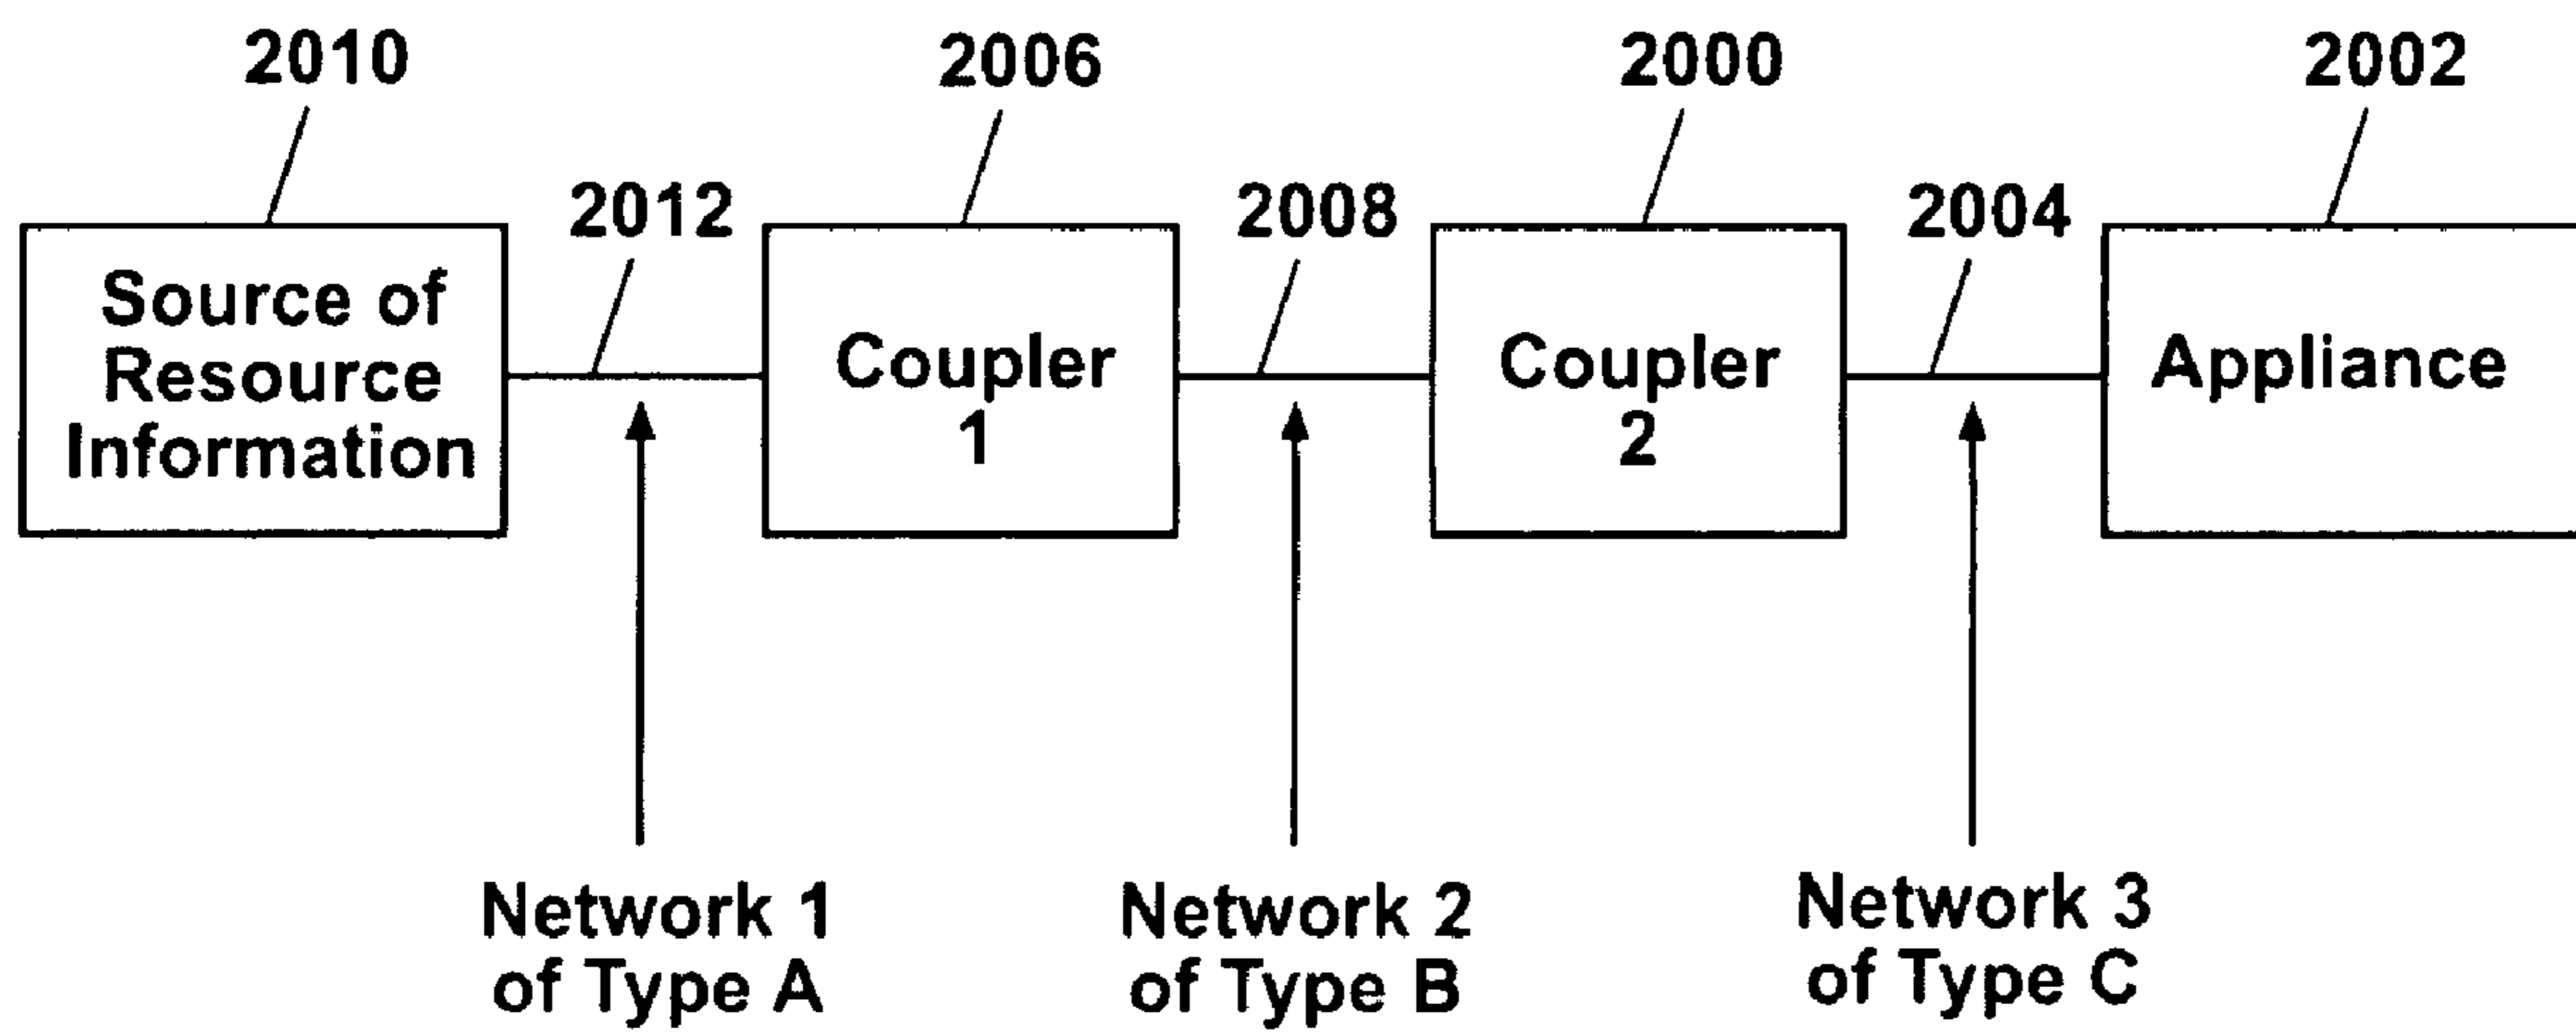 2010
2006
2000
2002
2012
2008
2004
Source of
Resource
Information
Coupler
1
Coupler
2
Appliance
Network 1
of Type A
Network 2
of Type B
Network 3
of Type C